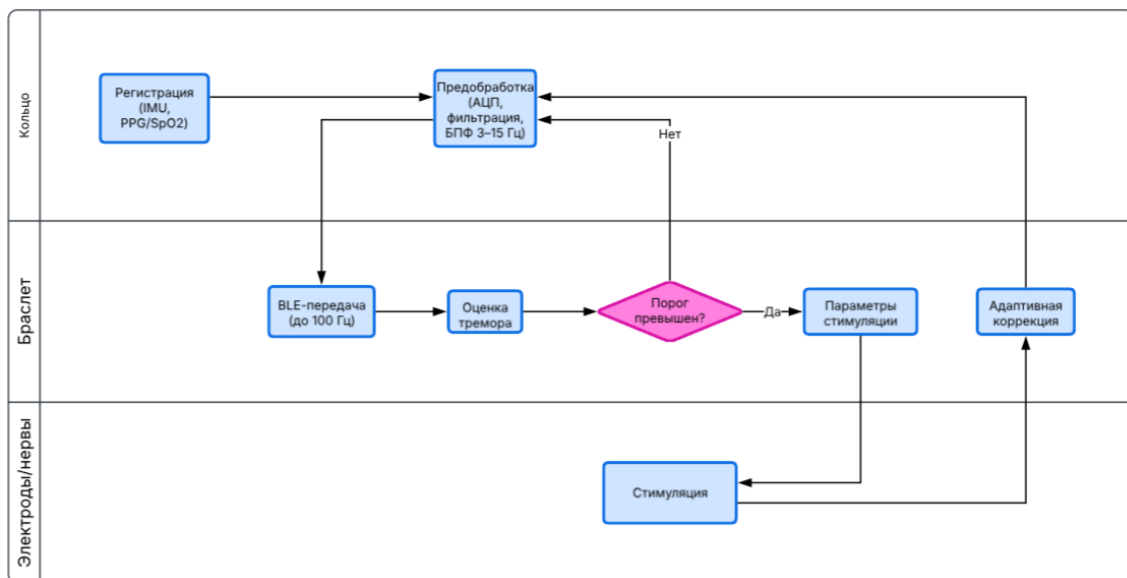 Кольцо
Регистрация
(IMU,
PPG/SpO2)
Предобработка
(АЦП,
фильтрация,
БПФ 3–15 Гц)
Нет
Браслет
BLE-передача
(до 100 Гц)
Оценка
тремора
Порог
превышен?
Да
Параметры
стимуляции
Адаптивная
коррекция
Электроды/нервы
Стимуляция